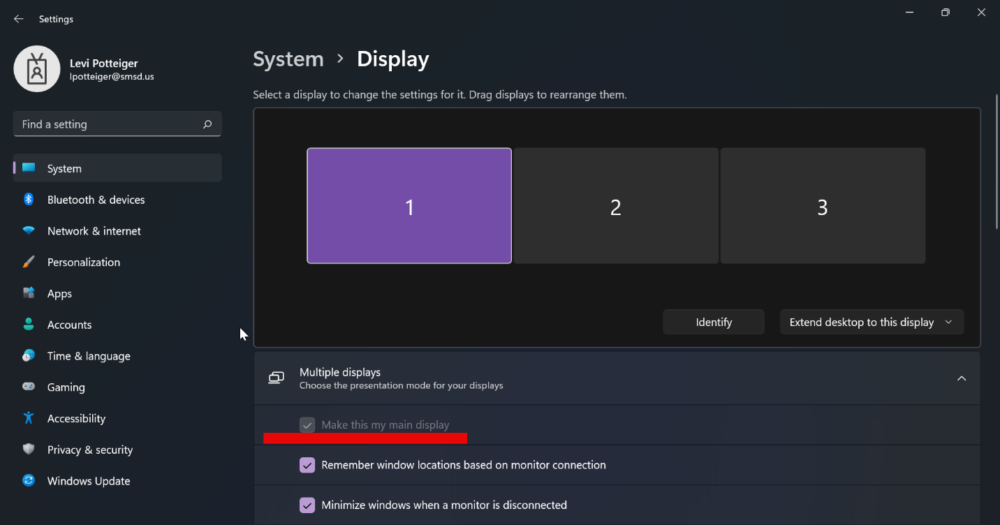 Settings
Levi Potteiger
lpotteiger@smsd.us
Find a setting
System
Bluetooth & devices
Network & internet
Personalization
Apps
Accounts
Time & language
Gaming
Accessibility
Privacy & security
Windows Update
System > Display
Select a display to change the settings for it. Drag displays to rearrange them.
1 2 3
Identify Extend desktop to this display
Multiple displays
Choose the presentation mode for your displays
Make this my main display
Remember window locations based on monitor connection
Minimize windows when a monitor is disconnected